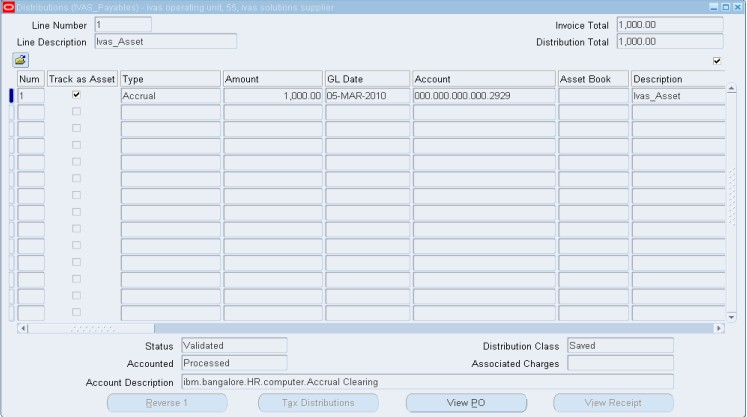 Distributions (IVAS_Payables) - ivas operating unit, 55, ivas solutions supplier
Line Number 1 Invoice Total 1,000.00
Line Description Ivas_Asset Distribution Total 1,000.00
Num Track as Asset Type Amount GL Date Account Asset Book Description
1 Accrual 1,000.00 05-MAR-2010 000.000.000.000.2929 Ivas_Asset
Status Validated Distribution Class Saved
Accounted Processed Associated Charges
Account Description ibm.bangalore.HR.computer.Accrual Clearing
Reverse 1 Tax Distributions View PO View Receipt